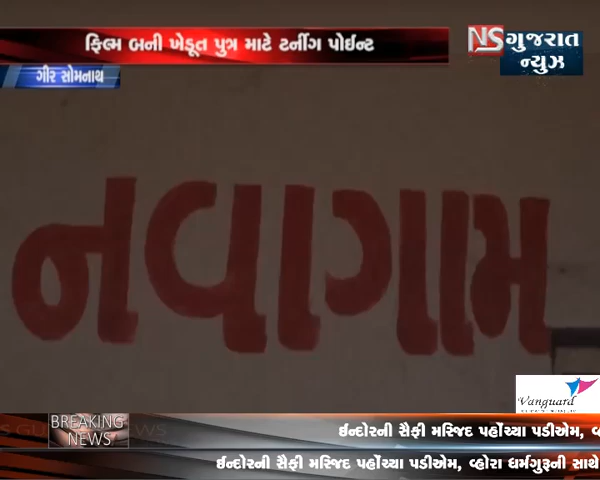 ફિલ્મ બની ખેડૂત પુત્ર માટે ટર્નીગ પોઈન્ટ
NS ગુજરાત
ન્યુઝ
ગીર સોમનાથ
નવાગામ
Vanguard
BREAKING
NEWS
ઈન્દોરની સૈફી મસ્જિદ પહોંચ્યા પડીએમ,
ઈન્દોરની સૈફી મસ્જિદ પહોંચ્યા પડીએમ, વ્હોરા ધર્મગુરૂની સાથે